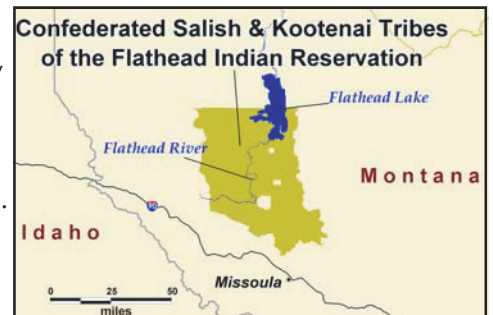 Confederated Salish & Kootenai Tribes
of the Flathead Indian Reservation
Flathead Lake
Flathead River
Montana
Idaho
Missoula
0 25 50
miles